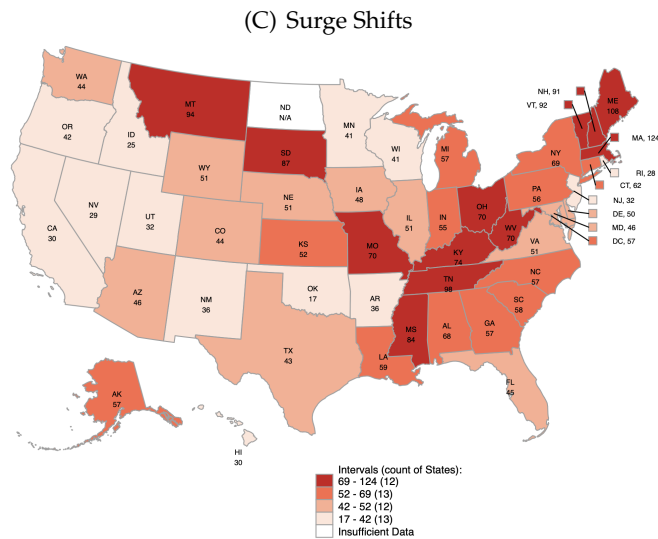 (C) Surge Shifts
WA
44
OR
42
ID
25
MT
94
ND
N/A
MN
41
SD
87
WI
41
MI
57
WY
51
NE
51
IA
48
NV
29
UT
32
CA
30
CO
44
KS
52
MO
70
IL
51
IN
55
OH
70
KY
74
WV
70
VA
51
PA
56
NY
69
NH, 91
VT, 92
ME
108
MA, 124
RI, 28
CT, 62
NJ, 32
DE, 50
MD, 46
DC, 57
AZ
46
NM
36
OK
17
AR
36
TN
98
NC
57
SC
58
TX
43
LA
59
MS
84
AL
68
GA
57
FL
45
AK
57
HI
30
Intervals (count of States):
69 - 124 (12)
52 - 69 (13)
42 - 52 (12)
17 - 42 (13)
Insufficient Data